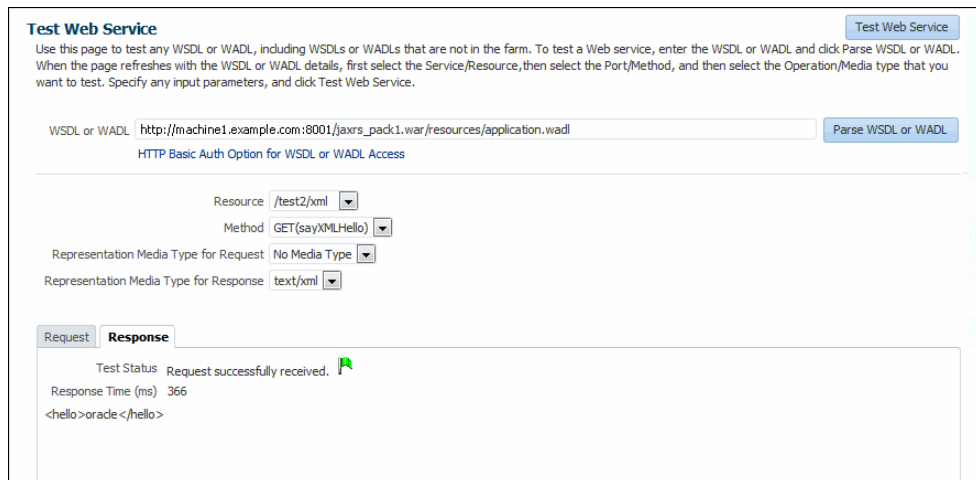 Test Web Service
Test Web Service
Use this page to test any WSDL or WADL, including WSDLs or WADLs that are not in the farm. To test a Web service, enter the WSDL or WADL and click Parse WSDL or WADL.
When the page refreshes with the WSDL or WADL details, first select the Service/Resource,then select the Port/Method, and then select the Operation/Media type that you
want to test. Specify any input parameters, and click Test Web Service.
WSDL or WADL http://machine1.example.com:8001/jaxrs_pack1.war/resources/application.wadl Parse WSDL or WADL
HTTP Basic Auth Option for WSDL or WADL Access
Resource /test2/xml
Method GET(sayXMLHello)
Representation Media Type for Request No Media Type
Representation Media Type for Response text/xml
Request Response
Test Status Request successfully received.
Response Time (ms) 366
<hello>oracle</hello>